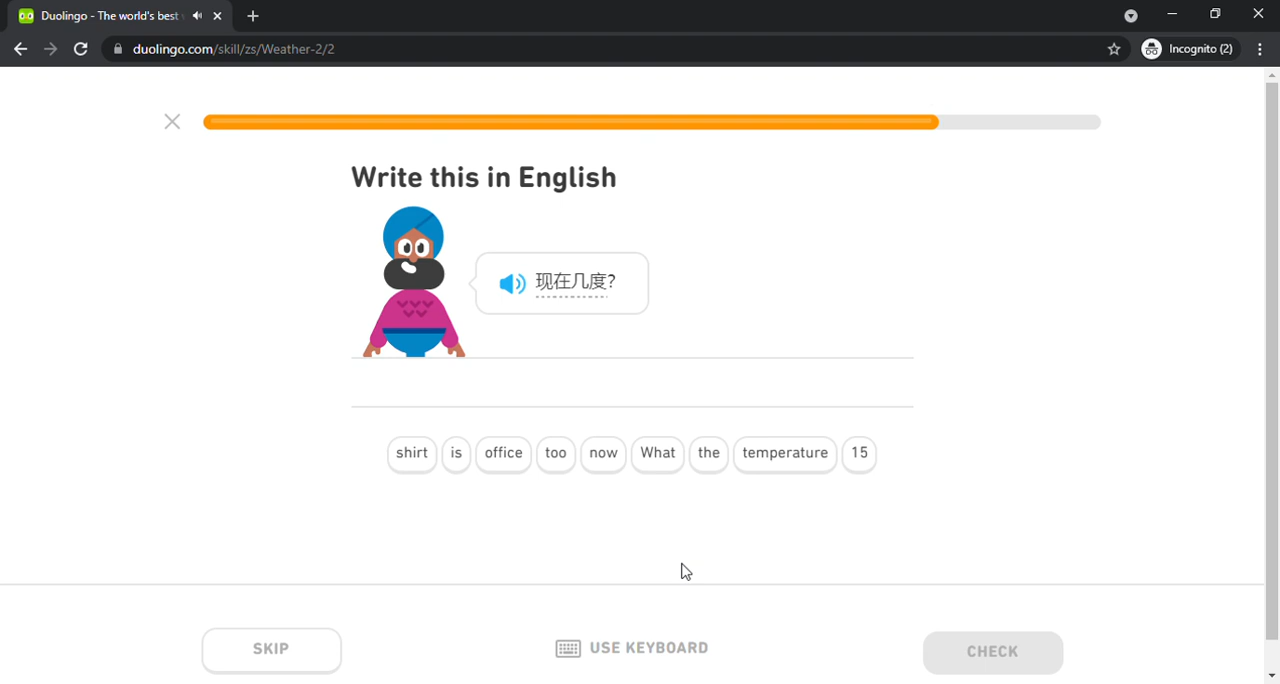 Duolingo - The world's best
duolingo.com/skill/zs/Weather-2/2
Incognito (2)
Write this in English
现在几度?
shirt is office too now What the temperature 15
SKIP
USE KEYBOARD
CHECK